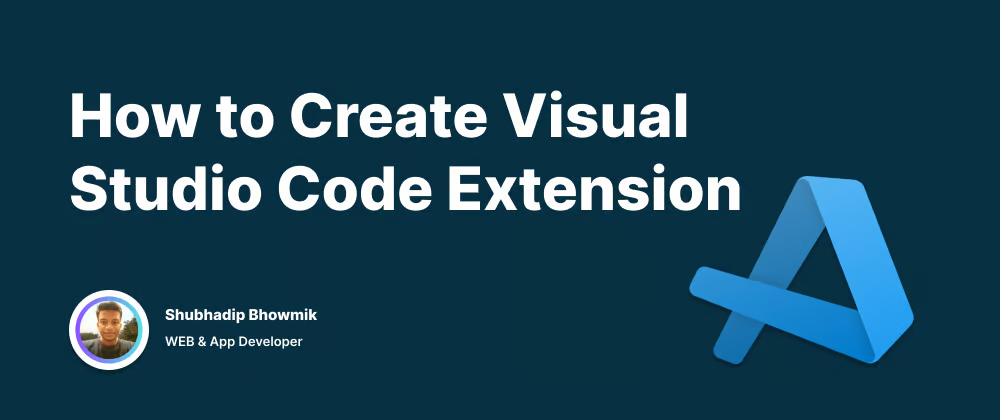 How to Create Visual
Studio Code Extension
Shubhadip Bhowmik
WEB & App Developer